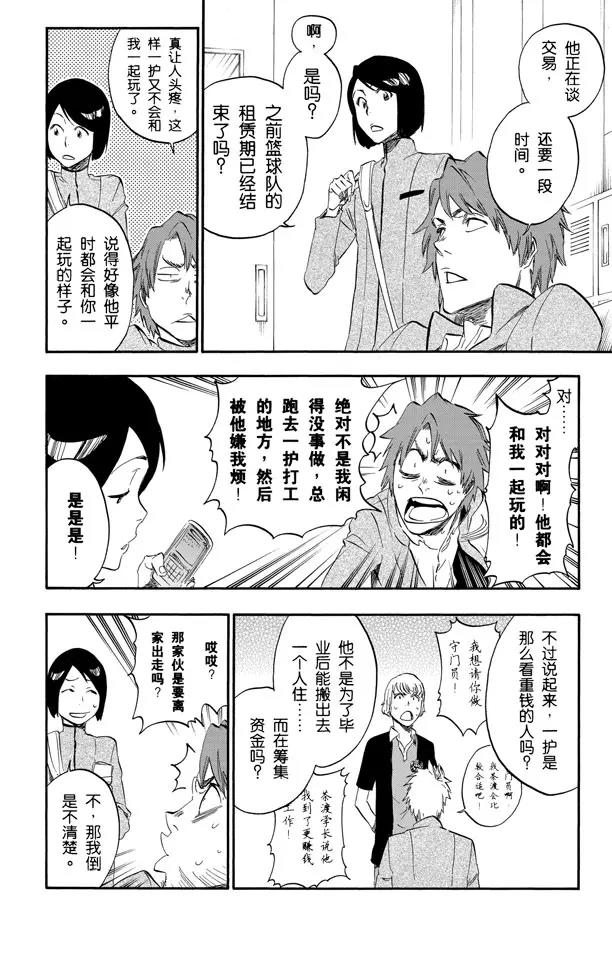 他正在谈
交易，
还要一段
时间。
啊，
是吗？
之前篮球队的
租赁期已经结
束了吗？
真让人头疼，这
样一护又不会和
我一起玩了。
说得好像他平
时都会和你一
起玩的样子。
对……
对对对啊！他都会
和我一起玩的！
绝对不是我闲
得没事做，总
跑去一护打工
的地方，然后
被他嫌我烦！
是是是！
不过说起来，一护是
那么看重钱的人吗？
我想请你做
守门员！
门员啊，
我茶渡会比
较合适吧！
他不是为了毕
业后能搬出去
一个人住……
而在筹集
资金吗？
茶渡学长说他
找到了更赚钱
工作！
哎哎？
那家伙是要离
家出走吗？
不，那我倒
是不清楚。